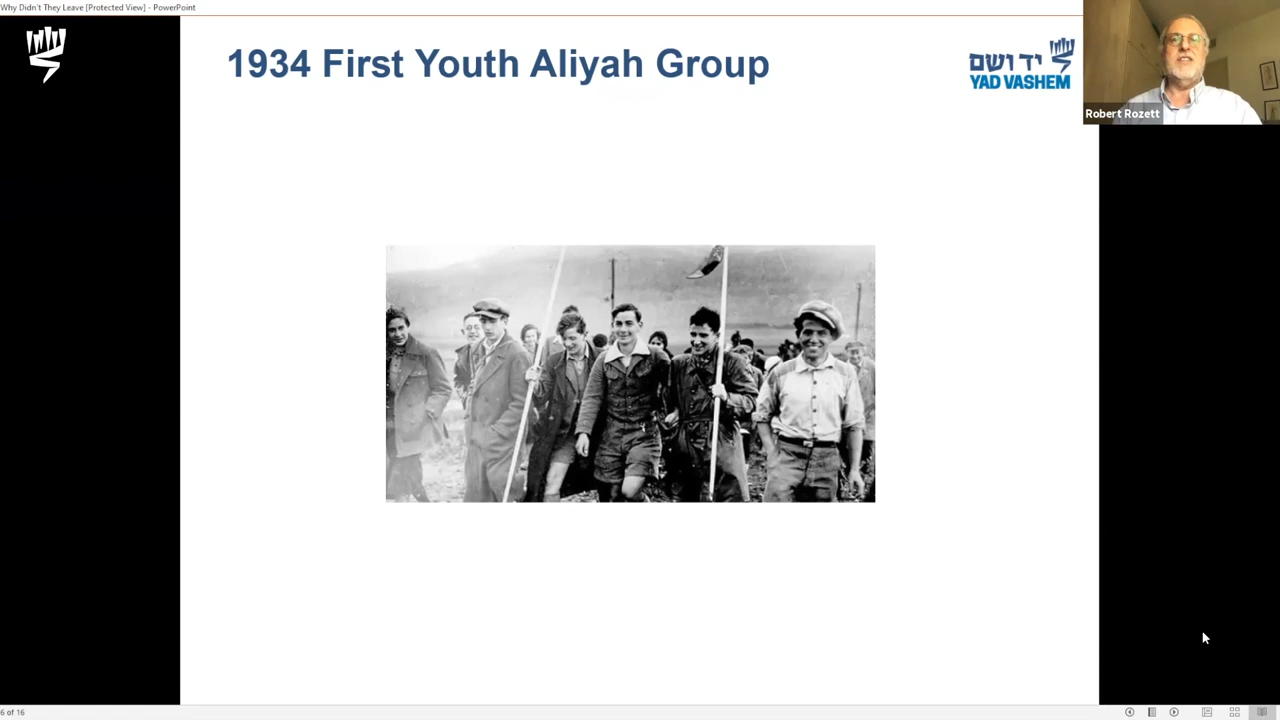 Why Didn't They Leave [Protected View] - PowerPoint
1934 First Youth Aliyah Group
יד ושם
YAD VASHEM
Robert Rozett
6 of 16